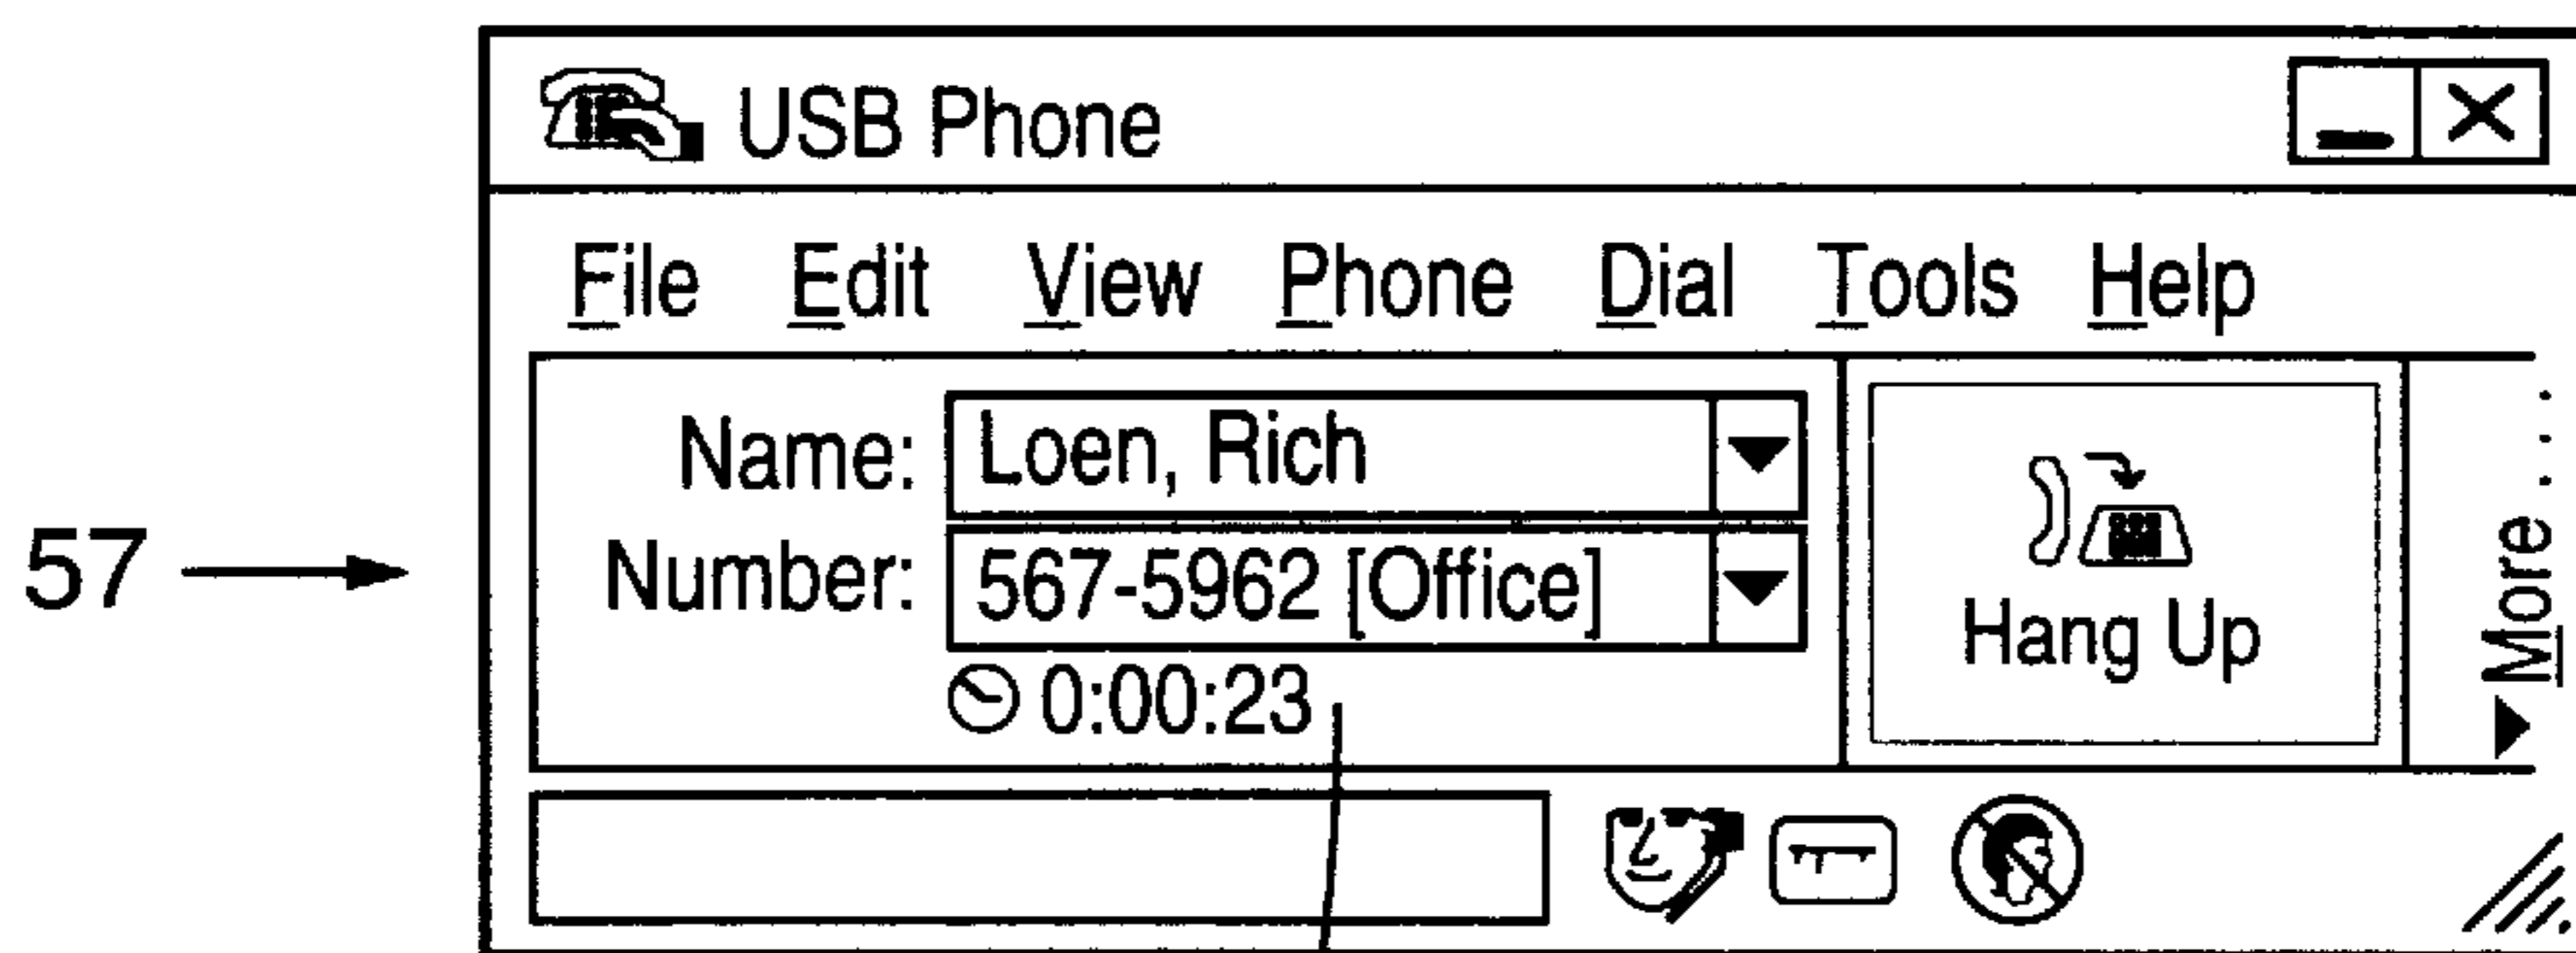 USB Phone
File Edit View Phone Dial Tools Help
Name: Loen, Rich
Number: 567-5962 [Office]
0:00:23
Hang Up
More ...
57